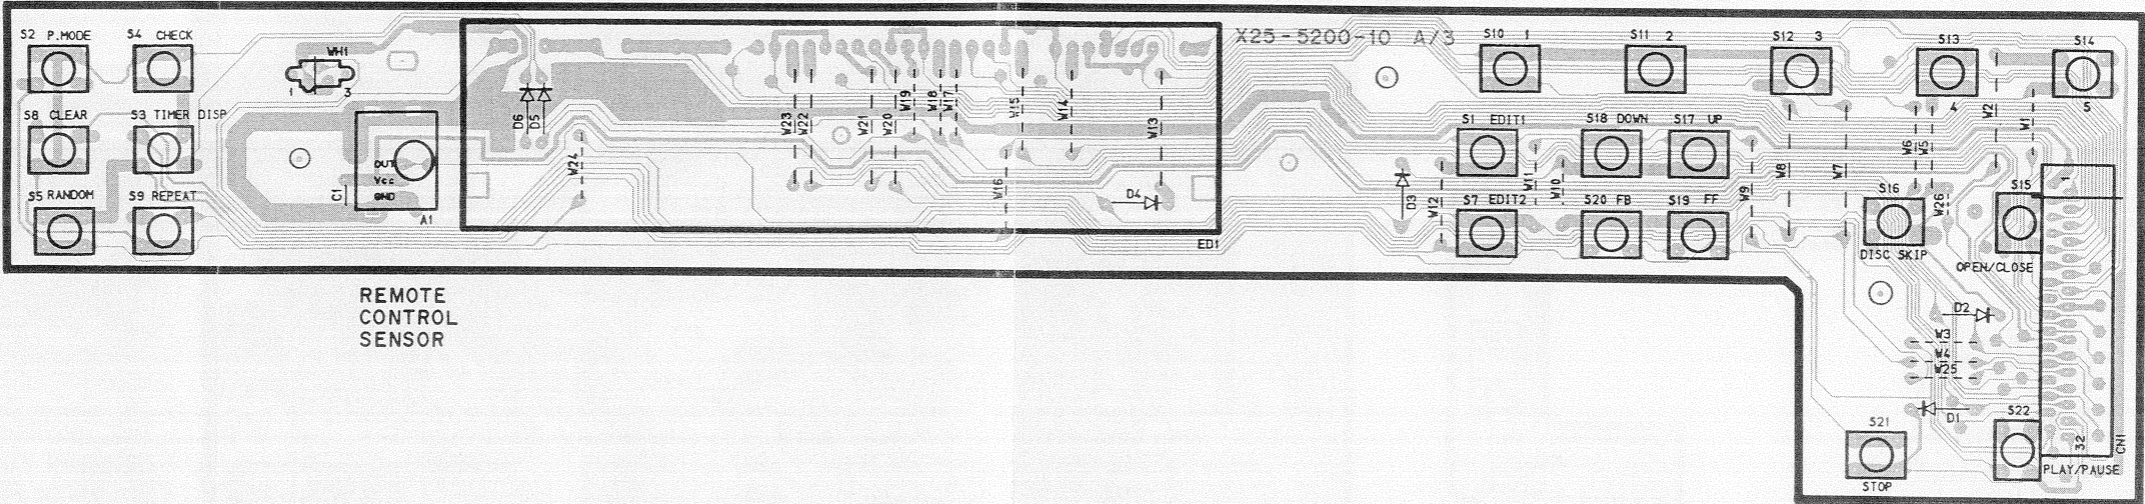 S2 P.MODE
S4 CHECK
WH1
1 3
S8 CLEAR
S3 TIMER DISP
S5 RANDOM
S9 REPEAT
OUT
Vcc
GND
C1
A1
REMOTE
CONTROL
SENSOR
D6
D5
W24
W23
W22
W21
W20
W19
W18
W17
W16
W15
W14
W13
D4
ED1
X25-5200-10 A/3
S10 1
S11 2
S12 3
S13
4
S14
5
S1 EDIT1
S18 DOWN
S17 UP
D3
W12
W11
W10
S7 EDIT2
S20 FB
S19 FF
W9
W8
W7
W6
W5
W2
W1
S16
DISC SKIP
W26
S15
OPEN/CLOSE
1
D2
W3
W4
W25
D1
S21
STOP
S22
PLAY/PAUSE
32
CN1